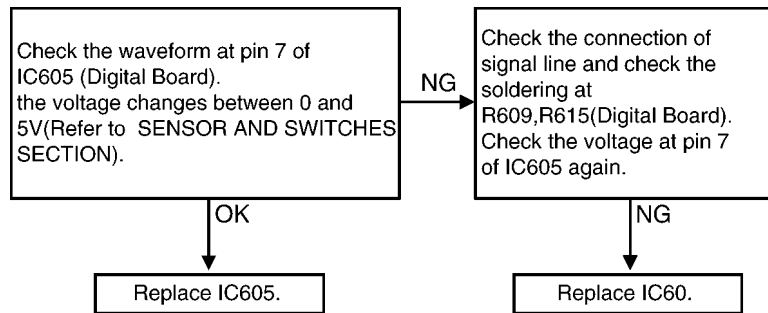 Check the waveform at pin 7 of
IC605 (Digital Board).
the voltage changes between 0 and
5V(Refer to SENSOR AND SWITCHES
SECTION).
NG
Check the connection of
signal line and check the
soldering at
R609,R615(Digital Board).
Check the voltage at pin 7
of IC605 again.
OK
NG
Replace IC605.
Replace IC60.